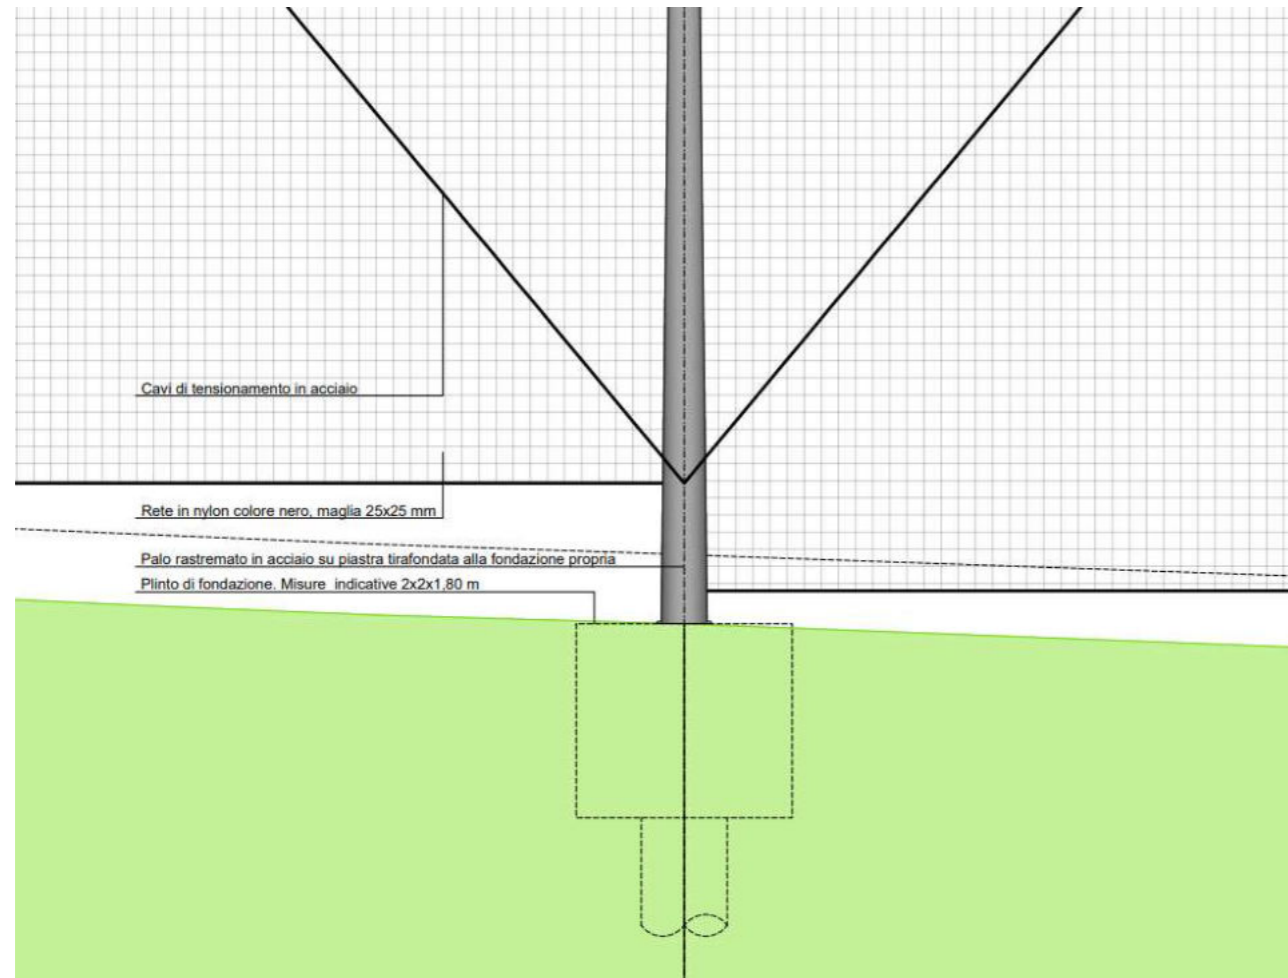 Cavi di tensionamento in acciaio
Rete in nylon colore nero, maglia 25x25 mm
Palo rastremato in acciaio su piastra tirafondata alla fondazione propria
Plinto di fondazione. Misure indicative 2x2x1,80 m